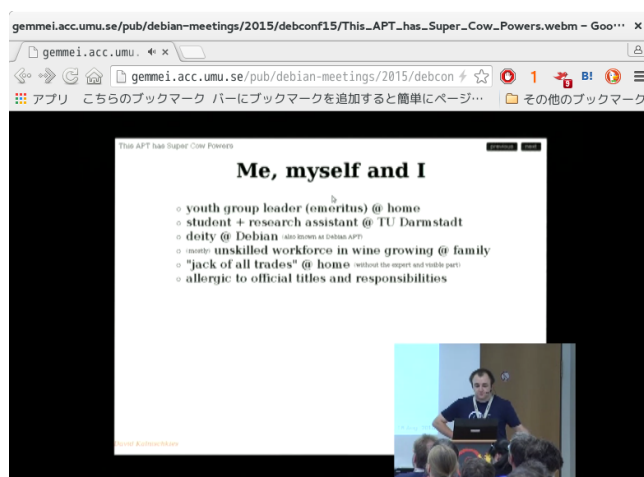 gemmei.acc.umu.se/pub/debian-meetings/2015/debconf15/This_APT_has_Super_Cow_Powers.webm – Goo…
gemmei.acc.umu.
gemmei.acc.umu.se/pub/debian-meetings/2015/debcon
1
9
B!
アプリ こちらのブックマーク バーにブックマークを追加すると簡単にページ… その他のブックマーク
This APT has Super Cow Powers
previous next
Me, myself and I
youth group leader (emeritus) @ home
student + research assistant @ TU Darmstadt
deity @ Debian (also known as Debian APT)
(mostly) unskilled workforce in wine growing @ family
"jack of all trades" @ home (without the expert and visible part)
allergic to official titles and responsibilities
David Kalnischkies